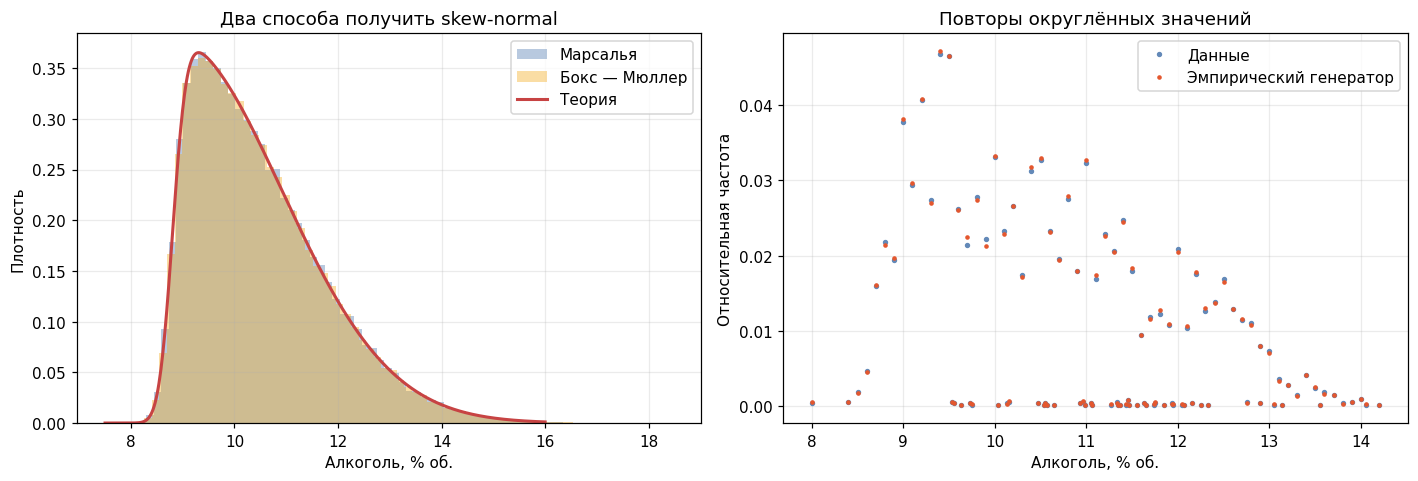 Два способа получить skew-normal
Плотность
0.35
0.30
0.25
0.20
0.15
0.10
0.05
0.00
Марсалья
Бокс — Мюллер
Теория
8
10
12
14
16
18
Алкоголь, % об.
Повторы округлённых значений
Относительная частота
0.04
0.03
0.02
0.01
0.00
Данные
Эмпирический генератор
8
9
10
11
12
13
14
Алкоголь, % об.